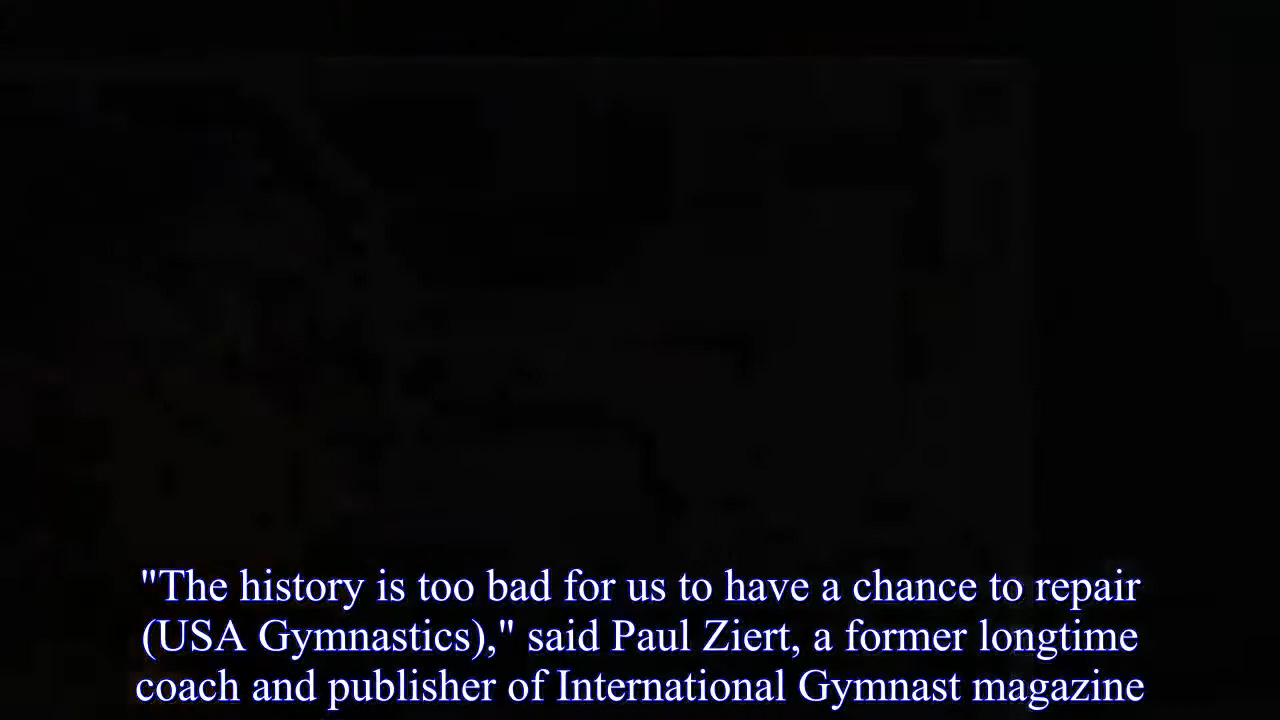 "The history is too bad for us to have a chance to repair
(USA Gymnastics)," said Paul Ziert, a former longtime
coach and publisher of International Gymnast magazine